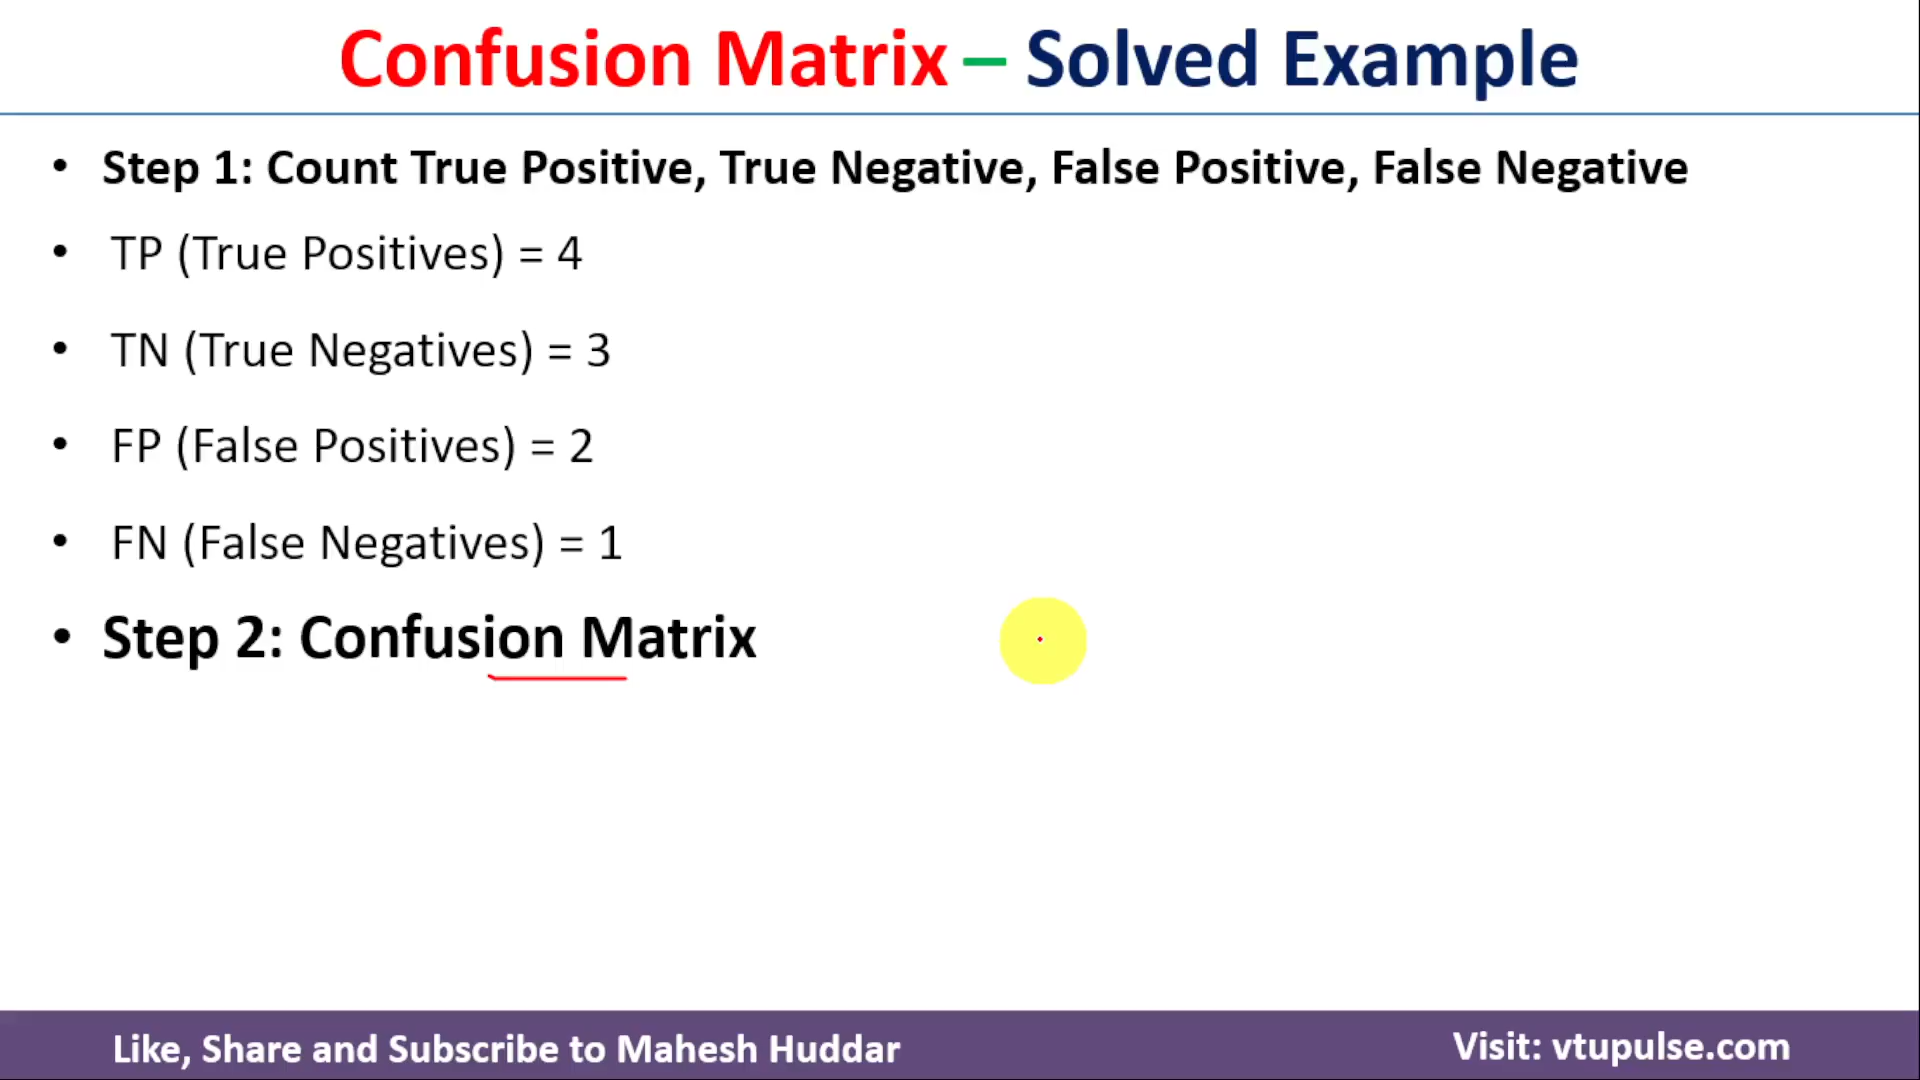 Confusion Matrix – Solved Example
• Step 1: Count True Positive, True Negative, False Positive, False Negative
• TP (True Positives) = 4
• TN (True Negatives) = 3
• FP (False Positives) = 2
• FN (False Negatives) = 1
• Step 2: Confusion Matrix
Like, Share and Subscribe to Mahesh Huddar
Visit: vtupulse.com